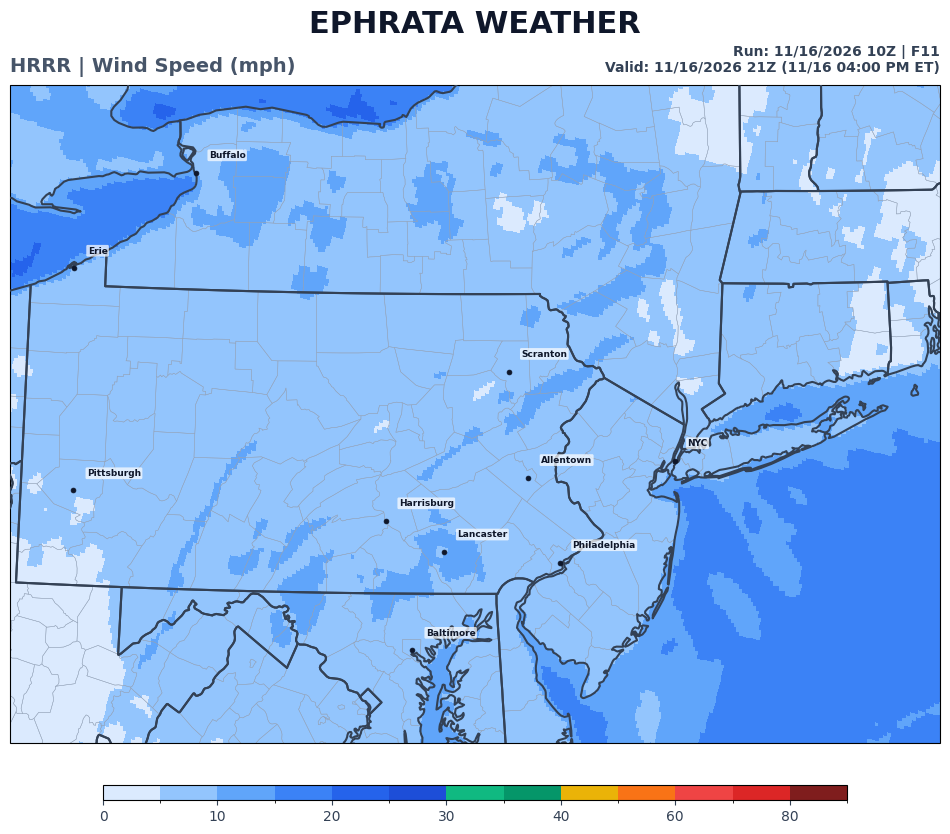 EPHRATA WEATHER
HRRR | Wind Speed (mph)
Run: 11/16/2026 10Z | F11
Valid: 11/16/2026 21Z (11/16 04:00 PM ET)
Buffalo
Erie
Scranton
NYC
Allentown
Pittsburgh
Harrisburg
Lancaster
Philadelphia
Baltimore
0 10 20 30 40 60 80